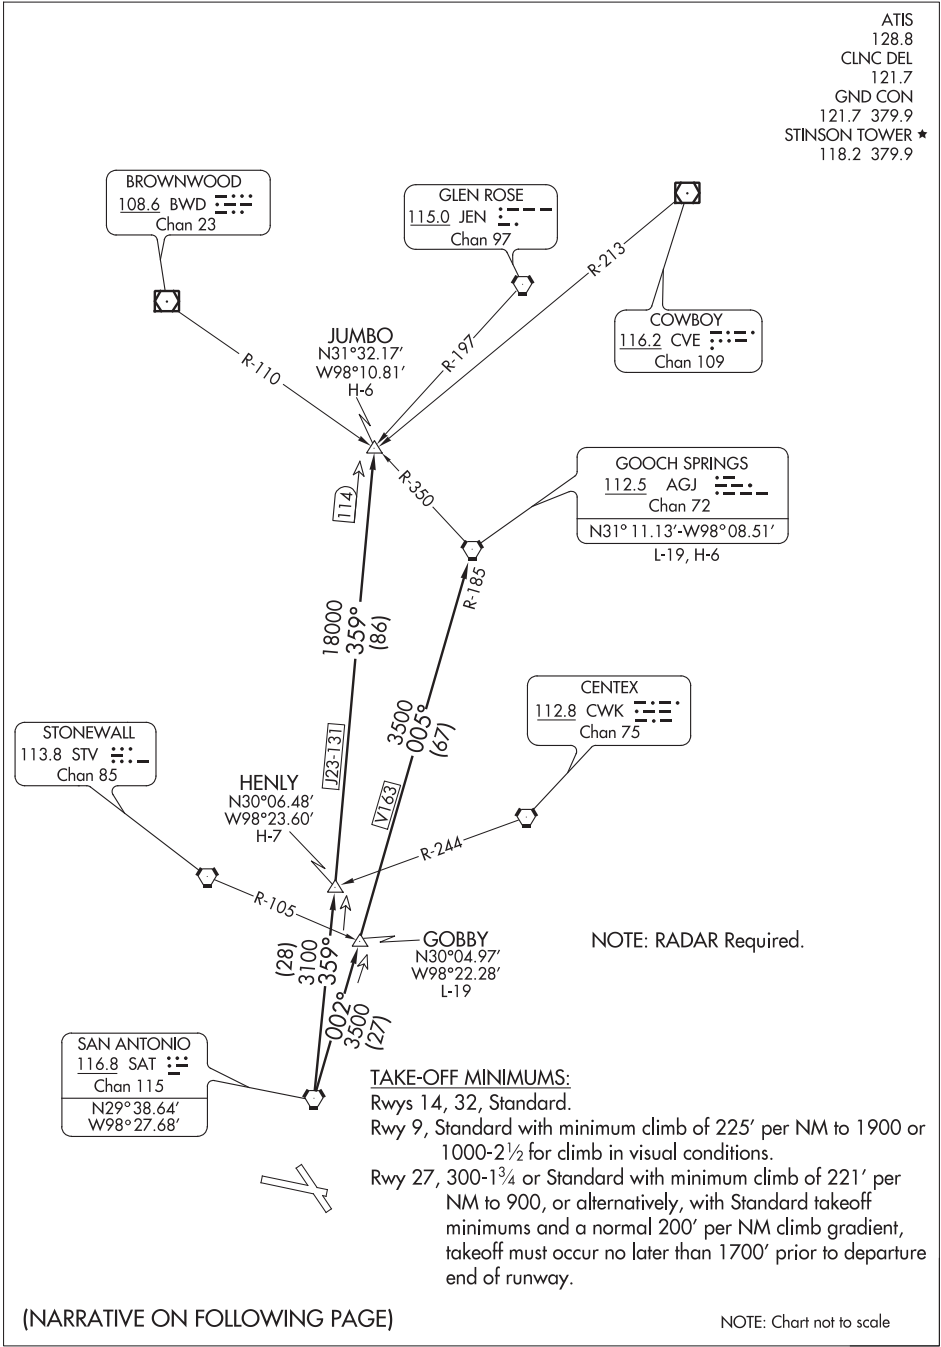 ATIS
128.8
CLNC DEL
121.7
GND CON
121.7 379.9
STINSON TOWER ★
118.2 379.9
BROWNWOOD
108.6 BWD
Chan 23
GLEN ROSE
115.0 JEN
Chan 97
R-213
COWBOY
116.2 CVE
Chan 109
JUMBO
N31°32.17'
W98°10.81'
H-6
R-110
R-197
GOOCH SPRINGS
112.5 AGJ
Chan 72
N31°11.13'-W98°08.51'
L-19, H-6
R-350
114
R-185
18000
359°
(86)
CENTEX
112.8 CWK
Chan 75
3500
005°
(67)
STONEWALL
113.8 STV
Chan 85
J23-131
HENLY
N30°06.48'
W98°23.60'
H-7
V163
R-244
R-105
GOBBY
N30°04.97'
W98°22.28'
L-19
NOTE: RADAR Required.
(28)
3100
359°
002°
3500
(27)
SAN ANTONIO
116.8 SAT
Chan 115
N29°38.64'
W98°27.68'
TAKE-OFF MINIMUMS:
Rwys 14, 32, Standard.
Rwy 9, Standard with minimum climb of 225' per NM to 1900 or
1000-2½ for climb in visual conditions.
Rwy 27, 300-1¾ or Standard with minimum climb of 221' per
NM to 900, or alternatively, with Standard takeoff
minimums and a normal 200' per NM climb gradient,
takeoff must occur no later than 1700' prior to departure
end of runway.
(NARRATIVE ON FOLLOWING PAGE)
NOTE: Chart not to scale